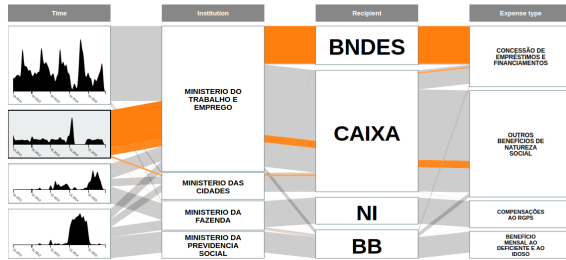 Time
Institution
Recipient
Expense type
MINISTERIO DO
TRABALHO E
EMPREGO
MINISTERIO DAS
CIDADES
MINISTERIO DA
FAZENDA
MINISTERIO DA
PREVIDENCIA
SOCIAL
BNDES
CAIXA
NI
BB
CONCESSÃO DE
EMPRÉSTIMOS E
FINANCIAMENTOS
OUTROS
BENEFÍCIOS DE
NATUREZA
SOCIAL
COMPENSAÇÕES
AO RGPS
BENEFÍCIO
MENSAL AO
DEFICIENTE E AO
IDOSO